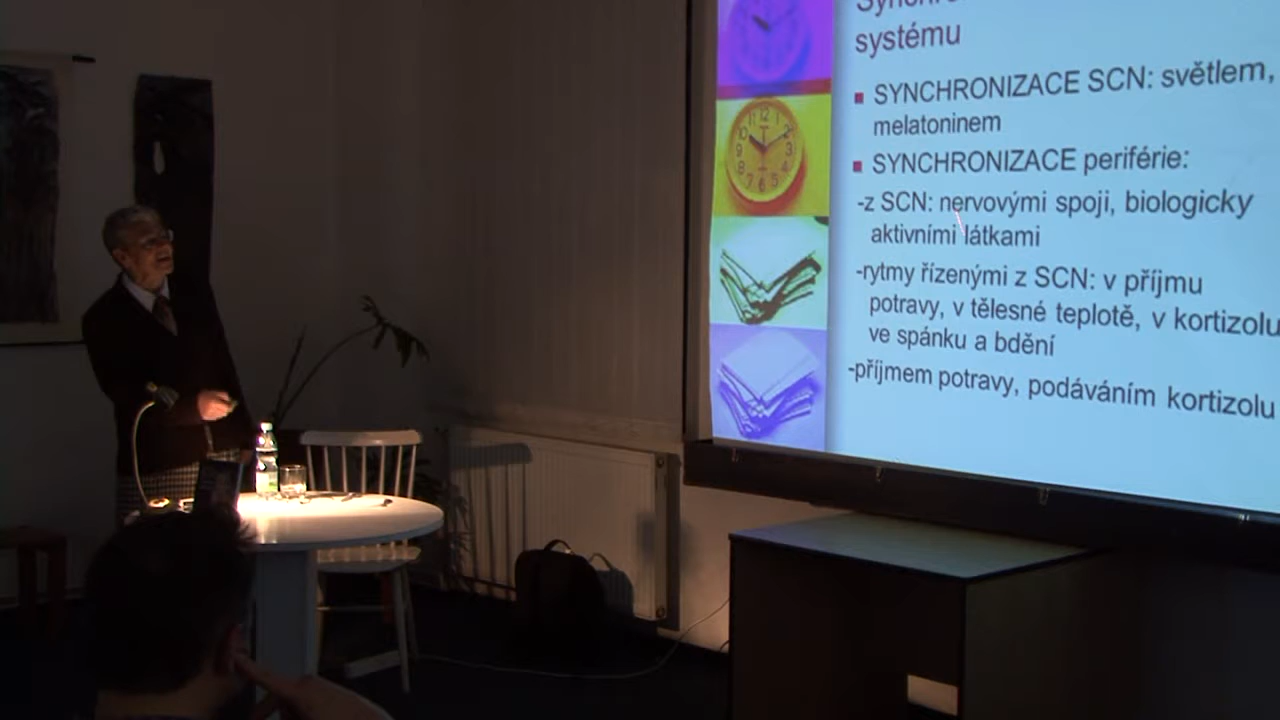 systému
SYNCHRONIZACE SCN: světlem,
melatoninem
SYNCHRONIZACE periférie:
-z SCN: nervovými spoji, biologicky
aktivními látkami
-rytmy řízenými z SCN: v příjmu
potravy, v tělesné teplotě, v kortizolu
ve spánku a bdění
-příjmem potravy, podáváním kortizolu